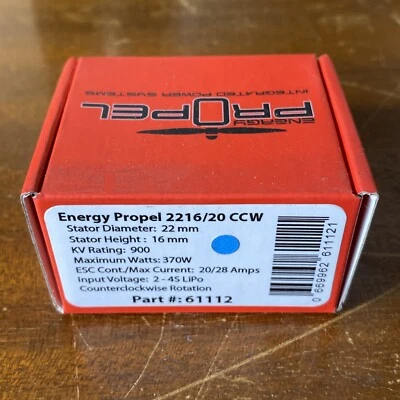 INTEGRATED POWER SYSTEMS
PROPEL
ENERGY
Energy Propel 2216/20 CCW
Stator Diameter: 22 mm
Stator Height: 16 mm
KV Rating: 900
Maximum Watts: 370W
ESC Cont./Max Current: 20/28 Amps
Input Voltage: 2 - 4S LiPo
Counterclockwise Rotation
Part #: 61112
0 669962 611121